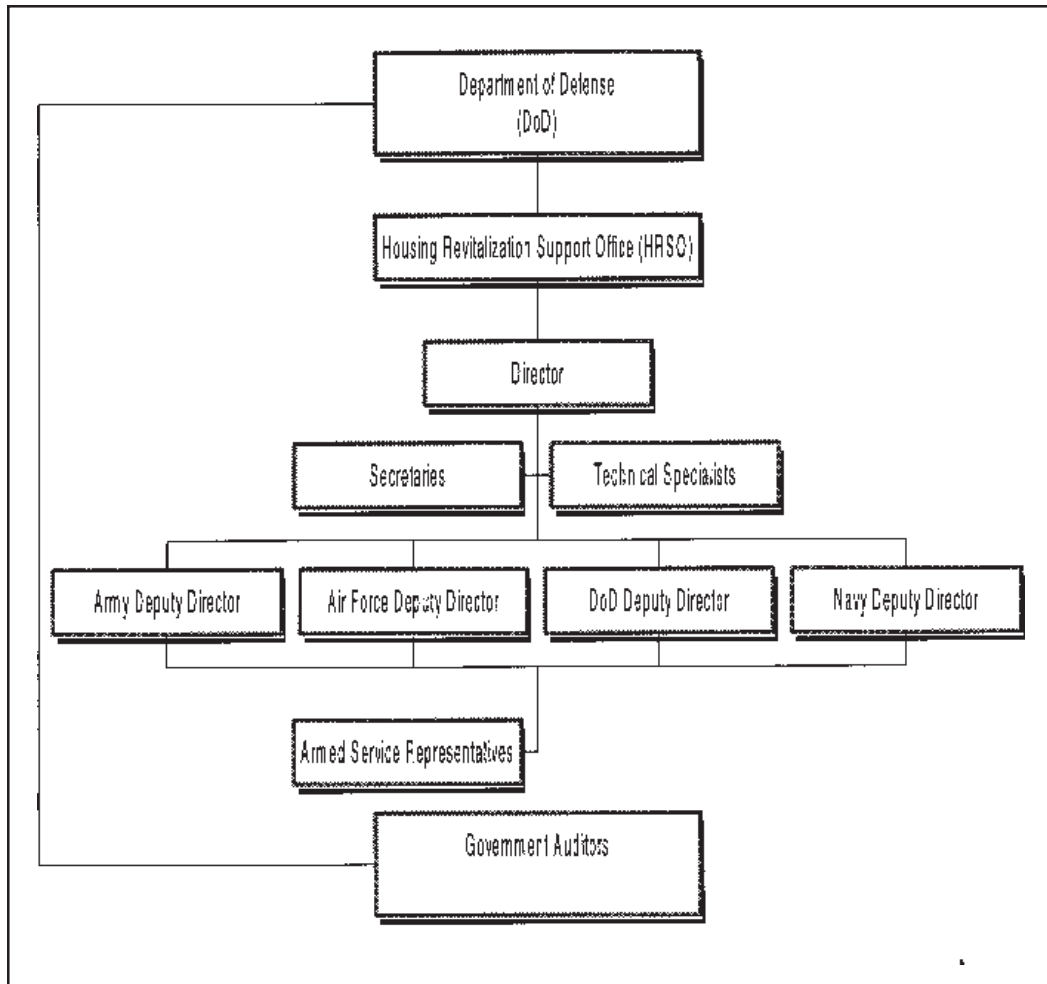 Department of Defense
(DoD)
Housing Revitalization Support Office (HRSO)
Director
Secretaries
Technical Specialists
Army Deputy Director
Air Force Deputy Director
DoD Deputy Director
Navy Deputy Director
Armed Service Representatives
Government Auditors